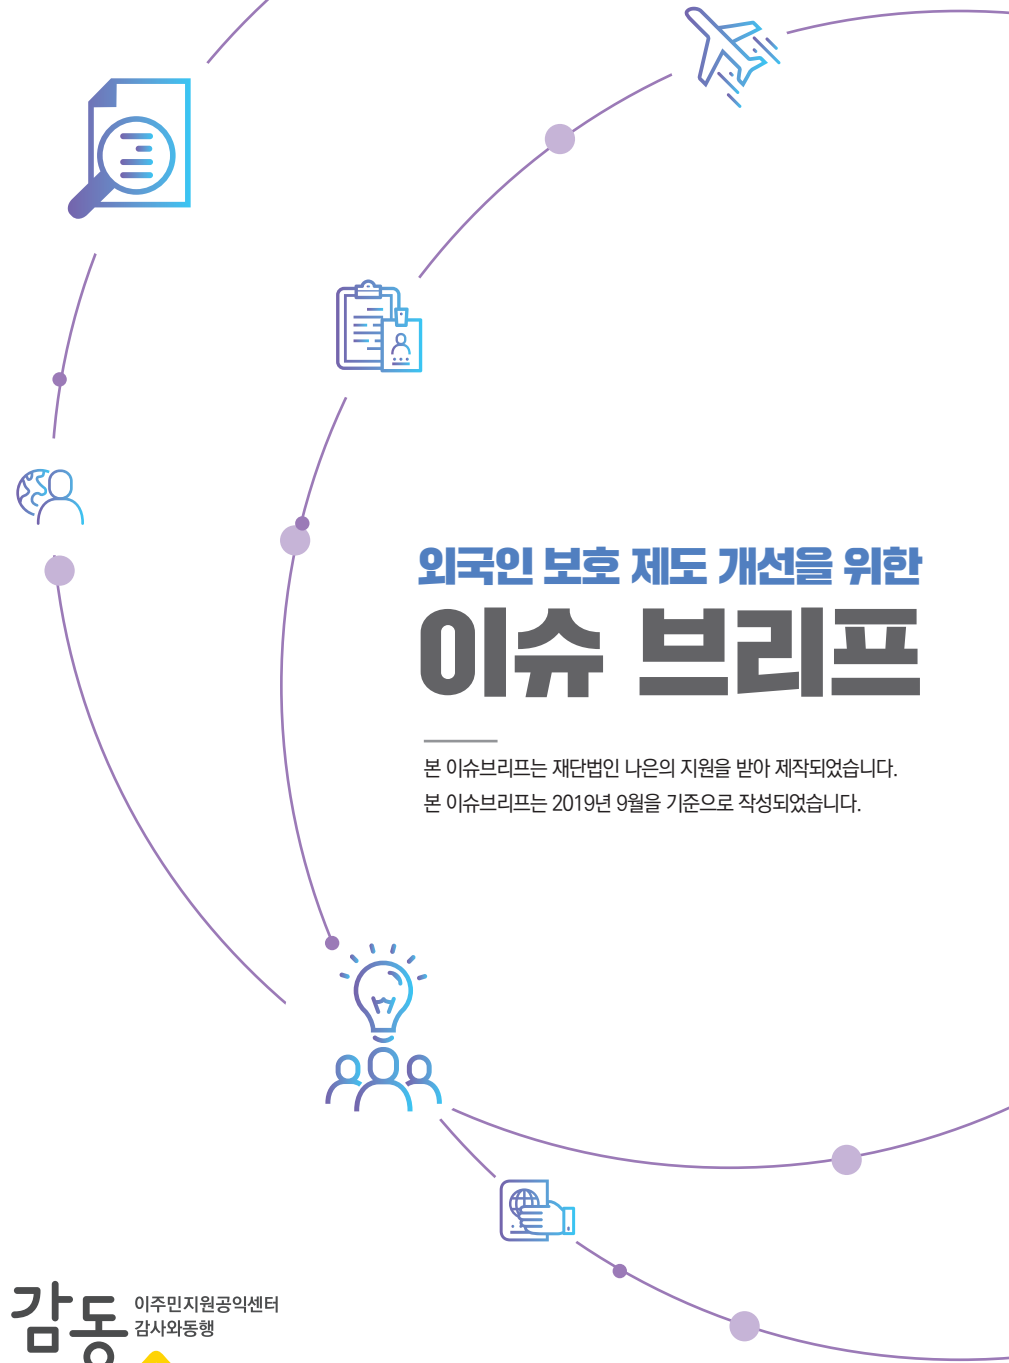 외국인 보호 제도 개선을 위한
이슈 브리프
본 이슈브리프는 재단법인 나은의 지원을 받아 제작되었습니다.
본 이슈브리프는 2019년 9월을 기준으로 작성되었습니다.
감동
이주민지원공익센터
감사와동행